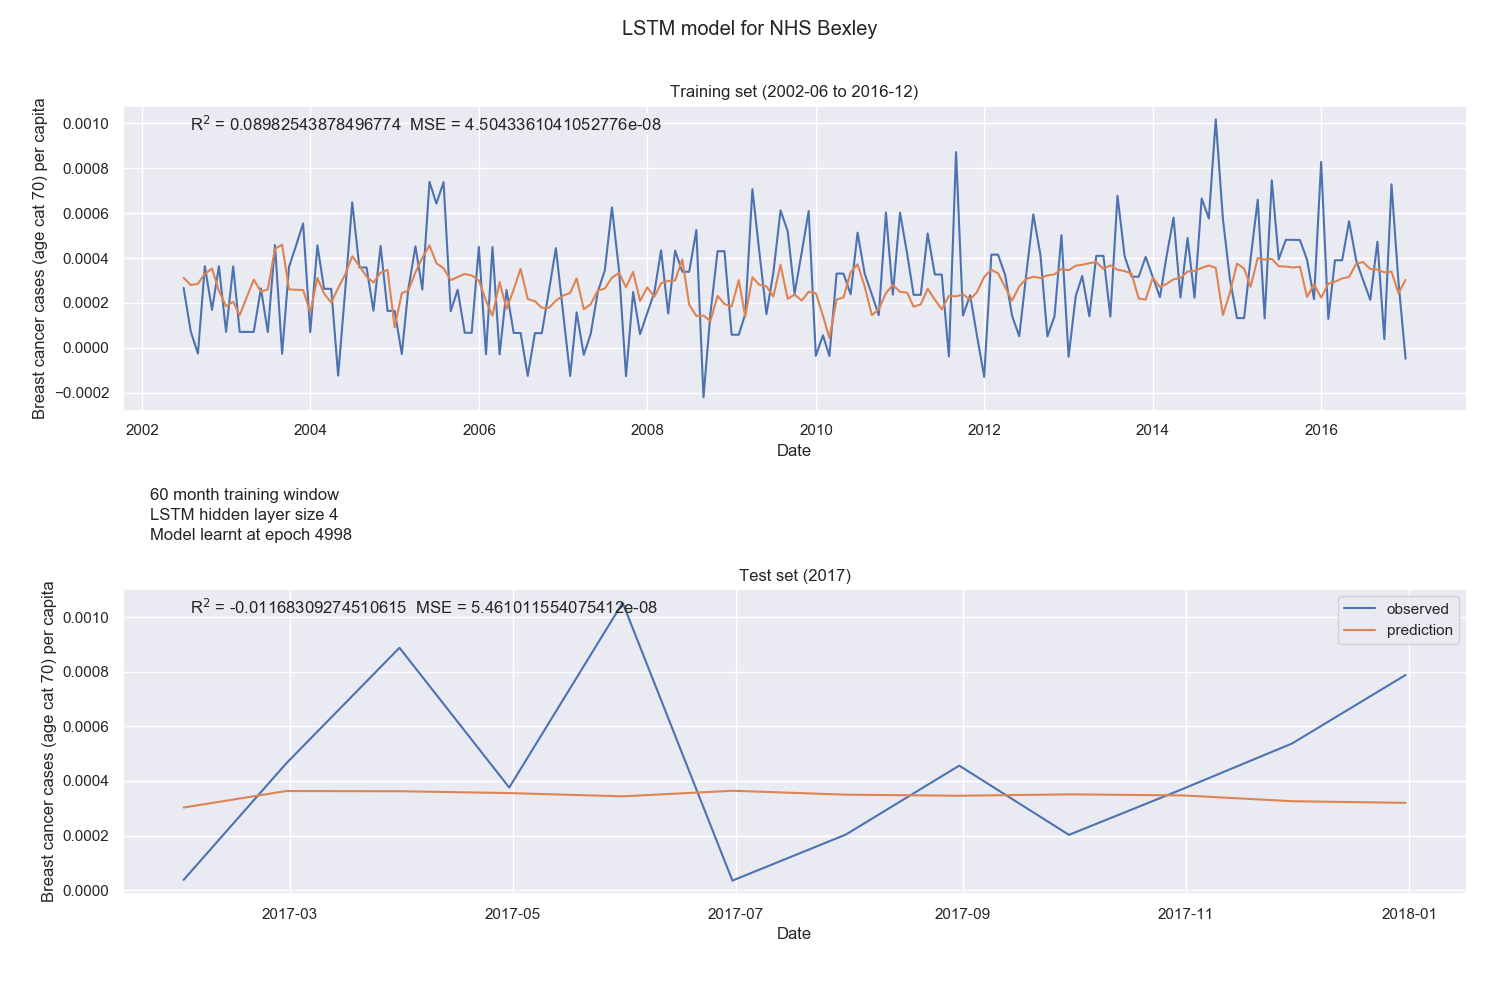 LSTM model for NHS Bexley
Training set (2002-06 to 2016-12)
R² = 0.08982543878496774 MSE = 4.5043361041052776e-08
Breast cancer cases (age cat 70) per capita
0.0010
0.0008
0.0006
0.0004
0.0002
0.0000
−0.0002
2002 2004 2006 2008 2010 2012 2014 2016
Date
60 month training window
LSTM hidden layer size 4
Model learnt at epoch 4998
Test set (2017)
R² = -0.01168309274510615 MSE = 5.461011554075412e-08
observed
prediction
Breast cancer cases (age cat 70) per capita
0.0010
0.0008
0.0006
0.0004
0.0002
0.0000
2017-03 2017-05 2017-07 2017-09 2017-11 2018-01
Date